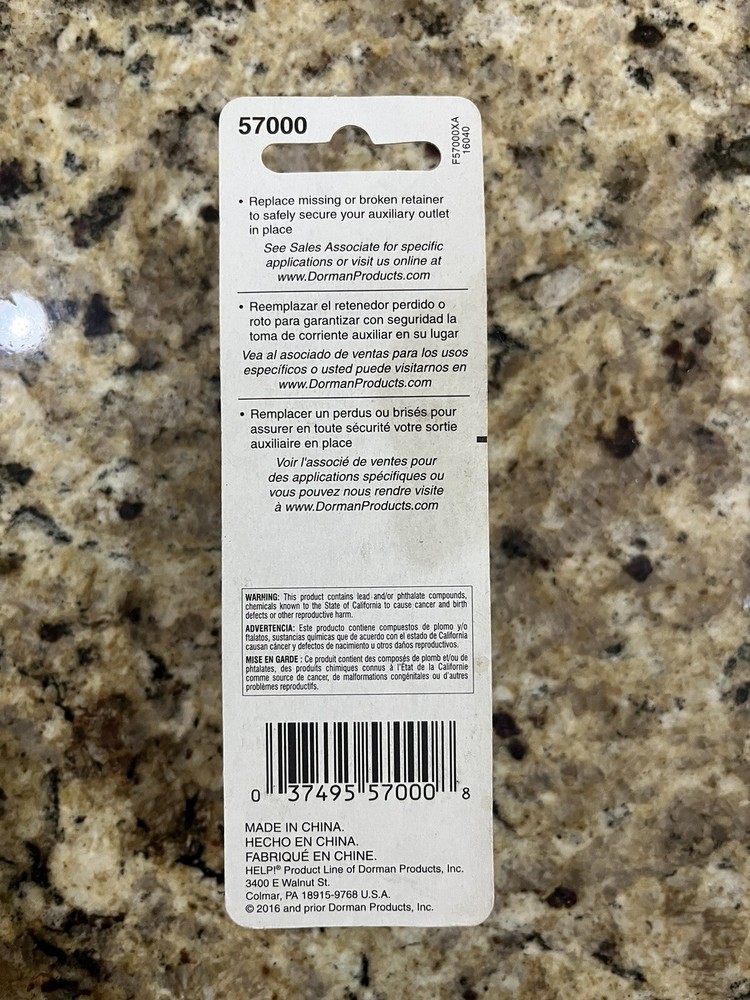 57000
F57000XA
16040
• Replace missing or broken retainer
to safely secure your auxiliary outlet
in place
See Sales Associate for specific
applications or visit us online at
www.DormanProducts.com
• Reemplazar el retenedor perdido o
roto para garantizar con seguridad la
toma de corriente auxiliar en su lugar
Vea al asociado de ventas para los usos
específicos o usted puede visitarnos en
www.DormanProducts.com
• Remplacer un perdus ou brisés pour
assurer en toute sécurité votre sortie
auxiliaire en place
Voir l'associé de ventes pour
des applications spécifiques ou
vous pouvez nous rendre visite
à www.DormanProducts.com
WARNING: This product contains lead and/or phthalate compounds,
chemicals known to the State of California to cause cancer and birth
defects or other reproductive harm.
ADVERTENCIA: Este producto contiene compuestos de plomo y/o
ftalatos, sustancias químicas que de acuerdo con el estado de California
causan cáncer y defectos de nacimiento u otros daños reproductivos.
MISE EN GARDE : Ce produit contient des composés de plomb et/ou de
phtalates, des produits chimiques connus à l'État de la Californie
comme source de cancer, de malformations congénitales ou d'autres
problèmes reproductifs.
0 37495 57000 8
MADE IN CHINA.
HECHO EN CHINA.
FABRIQUÉ EN CHINE.
HELP!® Product Line of Dorman Products, Inc.
3400 E Walnut St.
Colmar, PA 18915-9768 U.S.A.
© 2016 and prior Dorman Products, Inc.